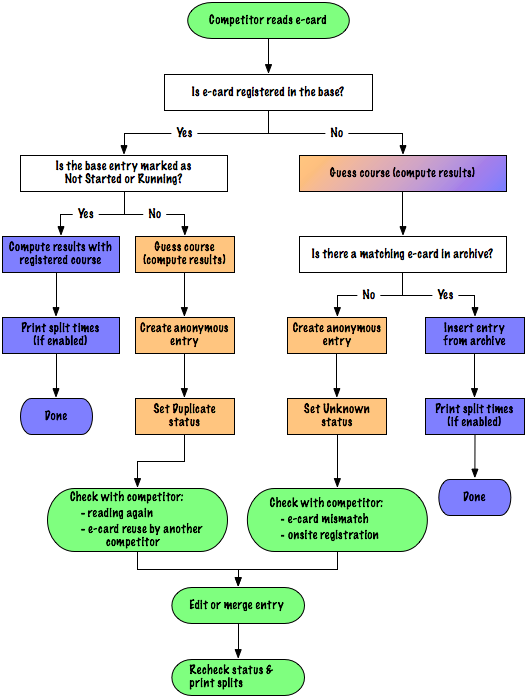 Competitor reads e-card
Is e-card registered in the base?
Yes
No
Is the base entry marked as
Not Started or Running?
Guess course (compute results)
Yes
No
Compute results with
registered course
Guess course
(compute results)
Is there a matching e-card in archive?
No
Yes
Print split times
(if enabled)
Create anonymous
entry
Create anonymous
entry
Insert entry
from archive
Done
Set Duplicate
status
Set Unknown
status
Print split times
(if enabled)
Check with competitor:
- reading again
- e-card reuse by another
competitor
Check with competitor:
- e-card mismatch
- onsite registration
Done
Edit or merge entry
Recheck status &
print splits